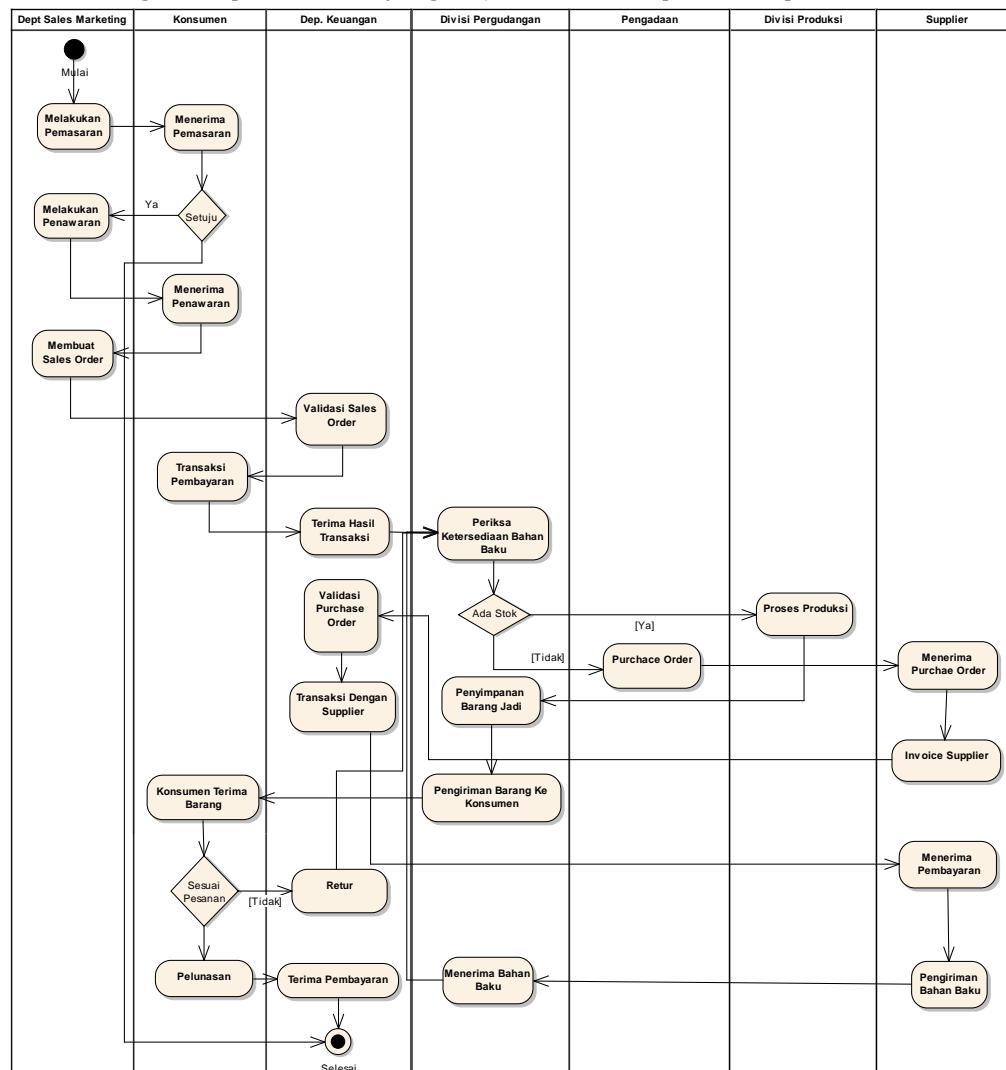 Dept Sales Marketing
Konsumen
Dep. Keuangan
Divisi Pergudangan
Pengadaan
Divisi Produksi
Supplier
Mulai
Melakukan
Pemasaran
Menerima
Pemasaran
Melakukan
Penawaran
Ya
Setuju
Menerima
Penawaran
Membuat
Sales Order
Validasi Sales
Order
Transaksi
Pembayaran
Terima Hasil
Transaksi
Periksa
Ketersediaan Bahan
Baku
Validasi
Purchase
Order
Ada Stok
[Ya]
Proses Produksi
[Tidak]
Purchace Order
Menerima
Purchae Order
Transaksi Dengan
Supplier
Penyimpanan
Barang Jadi
Invoice Supplier
Konsumen Terima
Barang
Pengiriman Barang Ke
Konsumen
Menerima
Pembayaran
Sesuai
Pesanan
[Tidak]
Retur
Pelunasan
Terima Pembayaran
Menerima Bahan
Baku
Pengiriman
Bahan Baku
Selesai